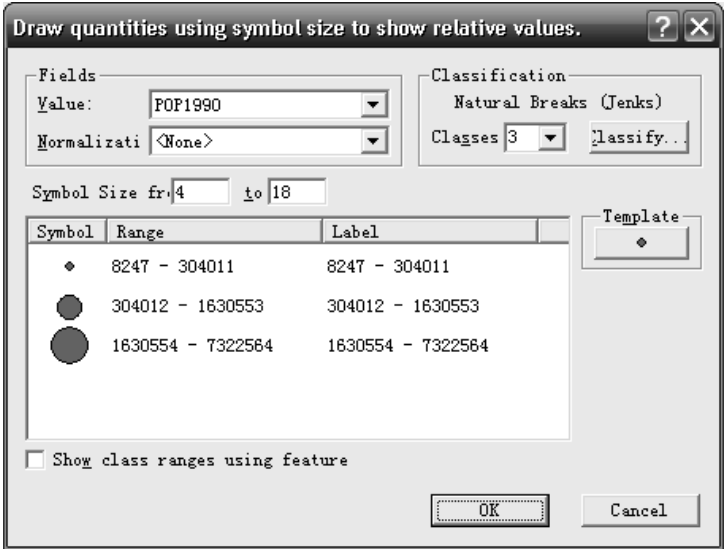 Draw quantities using symbol size to show relative values.
Fields
Value: POP1990
Normalizati <None>
Classification
Natural Breaks (Jenks)
Classes 3 Classify...
Symbol Size fr 4 to 18
Template
Symbol Range Label
8247 - 304011 8247 - 304011
304012 - 1630553 304012 - 1630553
1630554 - 7322564 1630554 - 7322564
Show class ranges using feature
OK Cancel